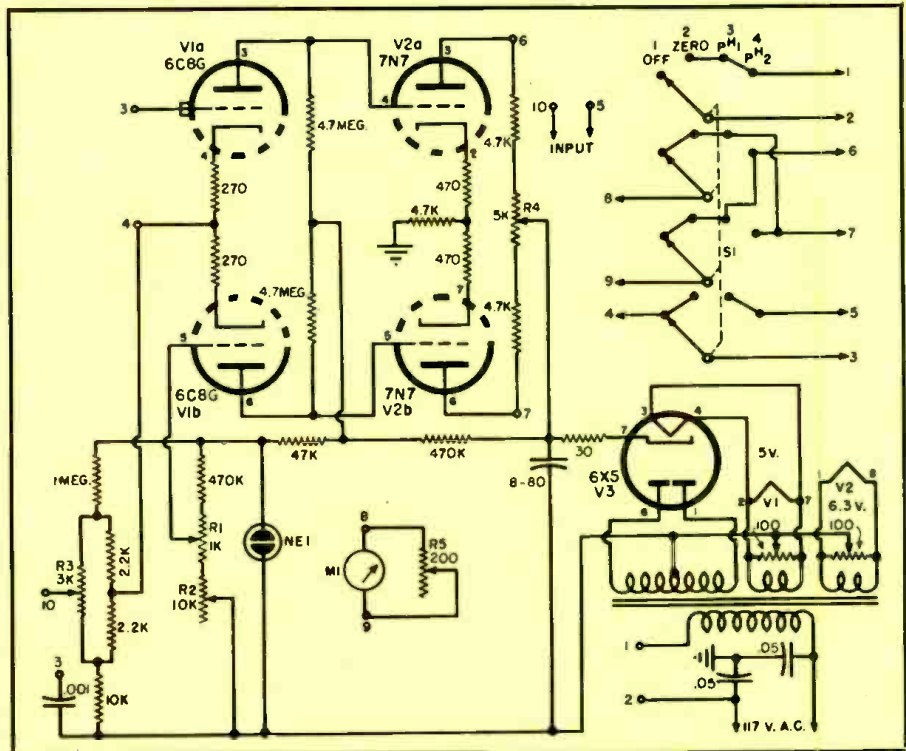 V1a
6C8G
3
3
4
V2a
7N7
3
4
2
6
4.7MEG.
4.7K
10
5
INPUT
270
470
R4
5K
4
4.7K
270
470
4.7MEG.
4.7K
5
6C8G
V1b
6
7
5
7N7
V2b
6
7
1
OFF
2
ZERO
3
PH1
4
PH2
1
2
6
8
7
S1
9
4
5
3
1MEG.
470K
47K
470K
30
8-80
R1
1K
NE1
R3
3K
2.2K
10
2.2K
R2
10K
3
.001
10K
8
M1
R5
200
9
3
4
7
6X5
V3
6
1
5V.
2
V1
7
100
1
V2
8
6.3 V.
100
1
2
.05
.05
117 V. A.C.